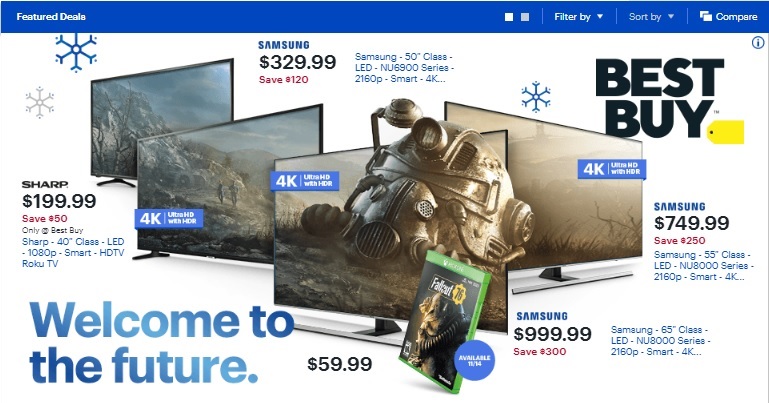 Featured Deals
Filter by
Sort by
Compare
SAMSUNG
$329.99
Save $120
Samsung - 50" Class -
LED - NU6900 Series -
2160p - Smart - 4K...
BEST
BUY
4K Ultra HD
with HDR
4K Ultra HD
with HDR
4K Ultra HD
with HDR
SHARP
$199.99
Save $50
Only @ Best Buy
Sharp - 40" Class - LED
- 1080p - Smart - HDTV
Roku TV
SAMSUNG
$749.99
Save $250
Samsung - 55" Class -
LED - NU8000 Series -
2160p - Smart - 4K...
Welcome to
the future.
$59.99
XBOX ONE
Fallout
76
AVAILABLE
11/14
SAMSUNG
$999.99
Save $300
Samsung - 65" Class -
LED - NU8000 Series -
2160p - Smart - 4K...